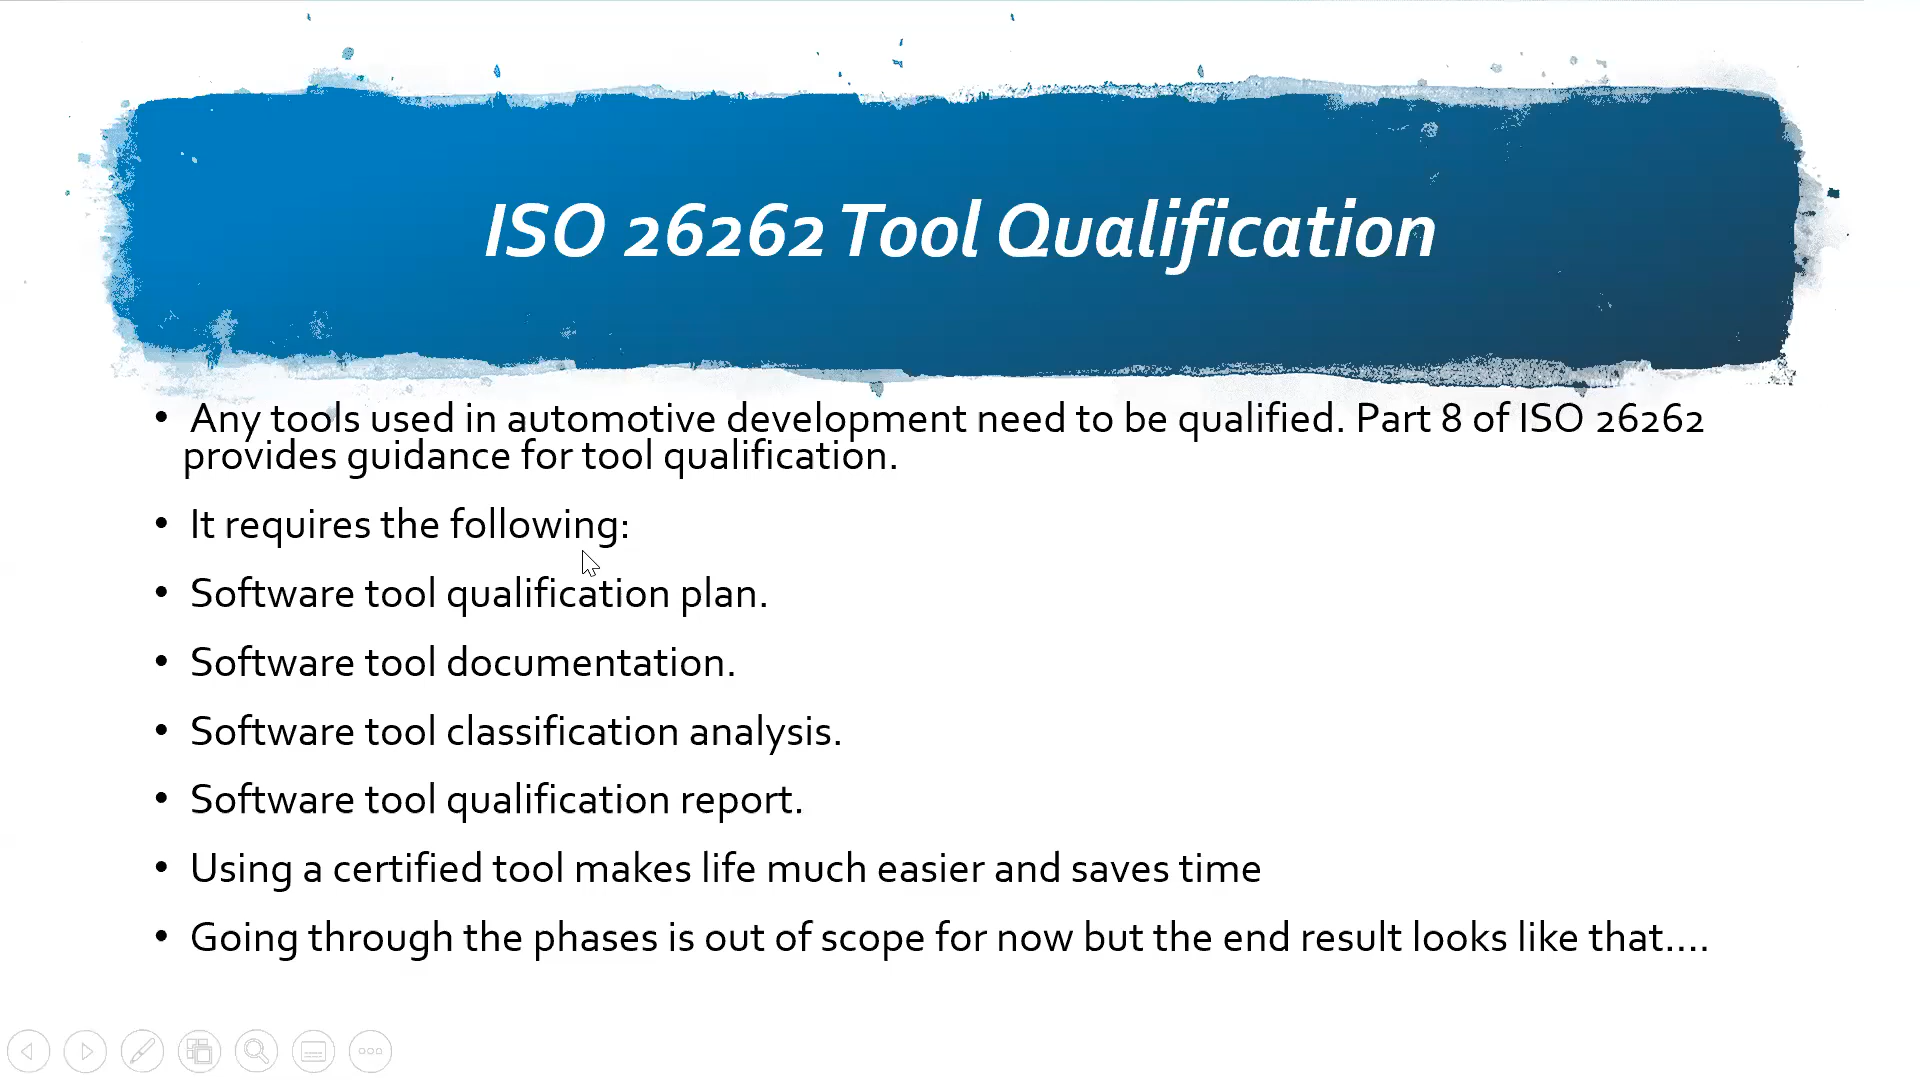 ISO 26262 Tool Qualification
• Any tools used in automotive development need to be qualified. Part 8 of ISO 26262
provides guidance for tool qualification.
• It requires the following:
• Software tool qualification plan.
• Software tool documentation.
• Software tool classification analysis.
• Software tool qualification report.
• Using a certified tool makes life much easier and saves time
• Going through the phases is out of scope for now but the end result looks like that....